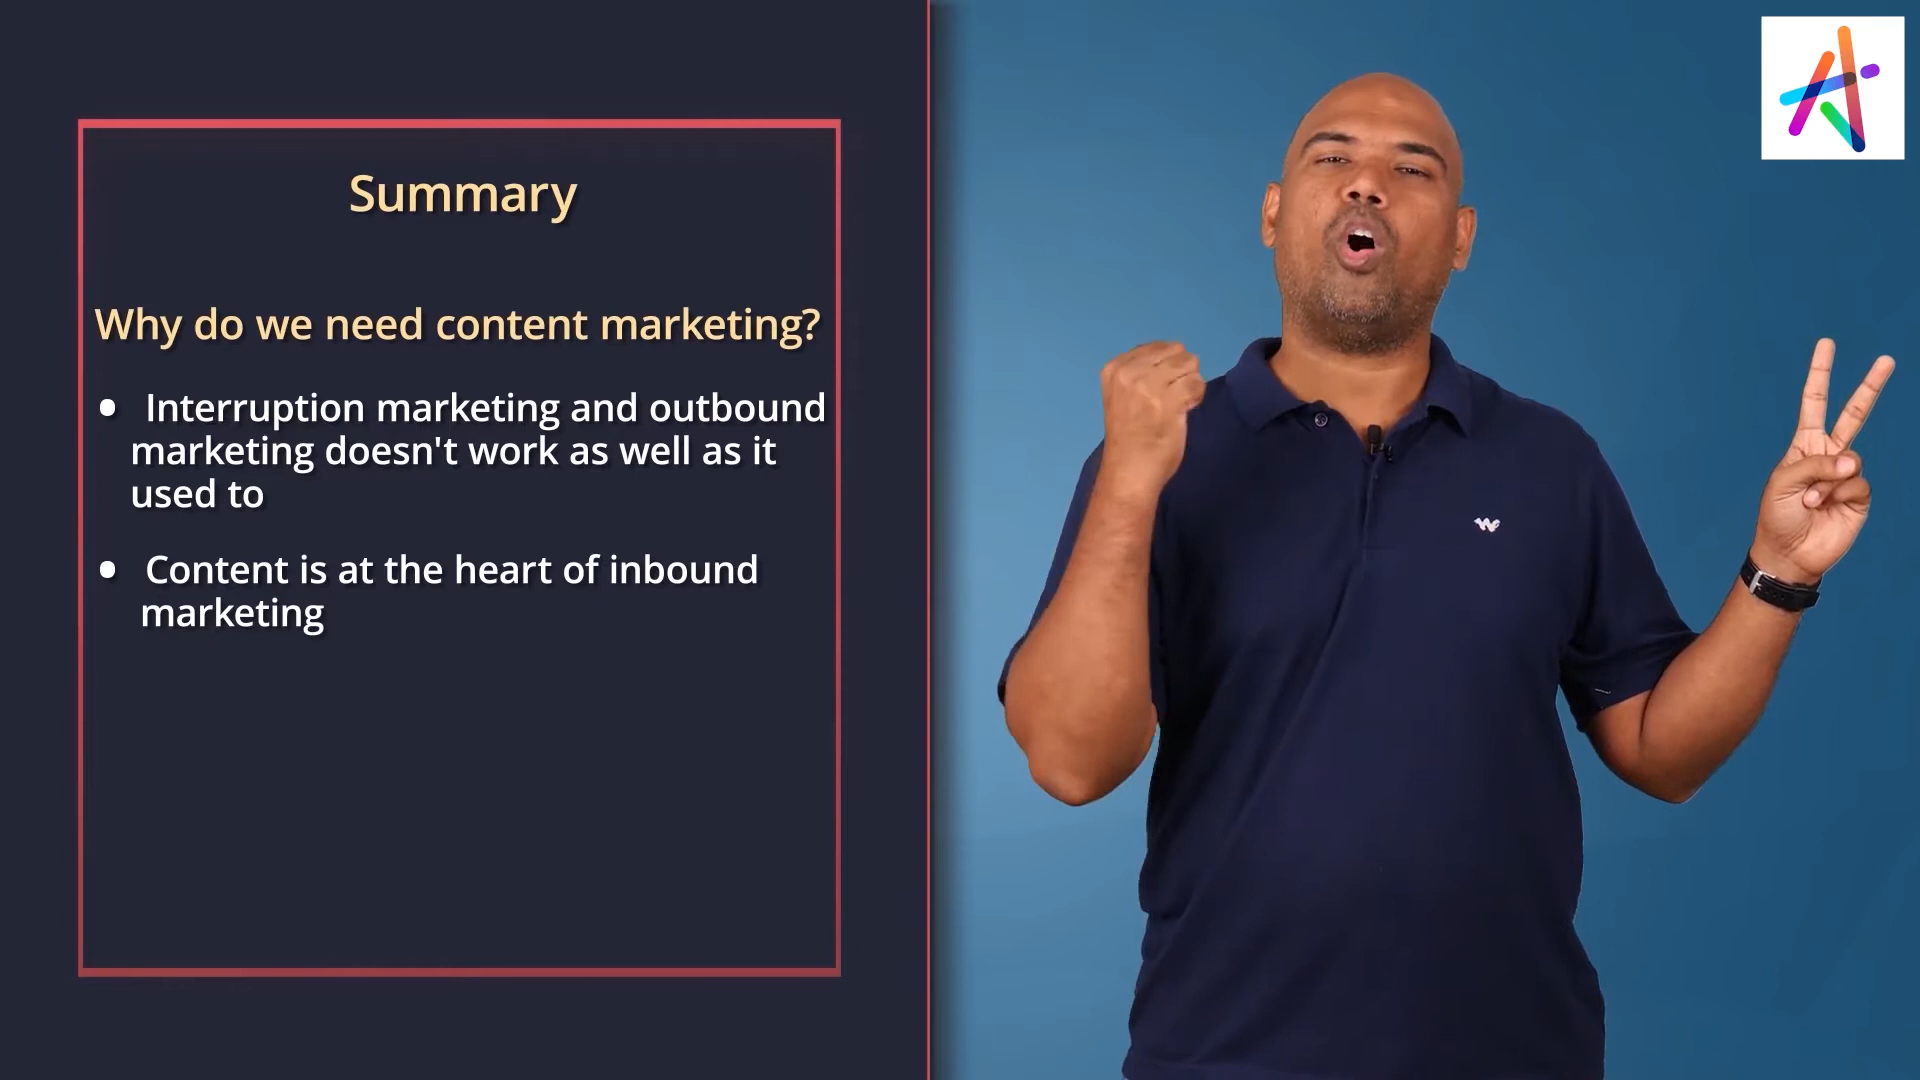 Summary
Why do we need content marketing?
• Interruption marketing and outbound
marketing doesn't work as well as it
used to
• Content is at the heart of inbound
marketing